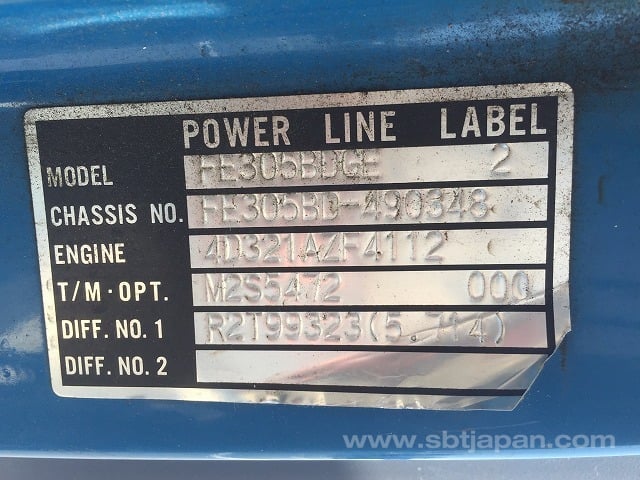 POWER LINE LABEL
MODEL FE305BDGE 2
CHASSIS NO. FE305BD-490348
ENGINE 4D321AZF4112
T/M·OPT. M2S5472 000
DIFF. NO. 1 R2T99323(5.714)
DIFF. NO. 2
www.sbtjapan.com